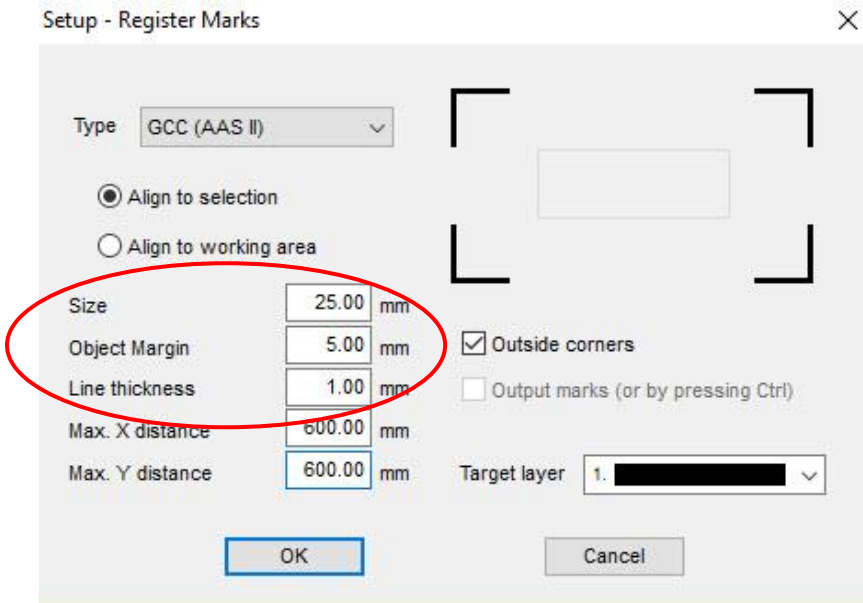 Setup - Register Marks
Type GCC (AAS II)
Align to selection
Align to working area
Size 25.00 mm
Object Margin 5.00 mm
Line thickness 1.00 mm
Max. X distance 600.00 mm
Max. Y distance 600.00 mm
Outside corners
Output marks (or by pressing Ctrl)
Target layer 1.
OK
Cancel